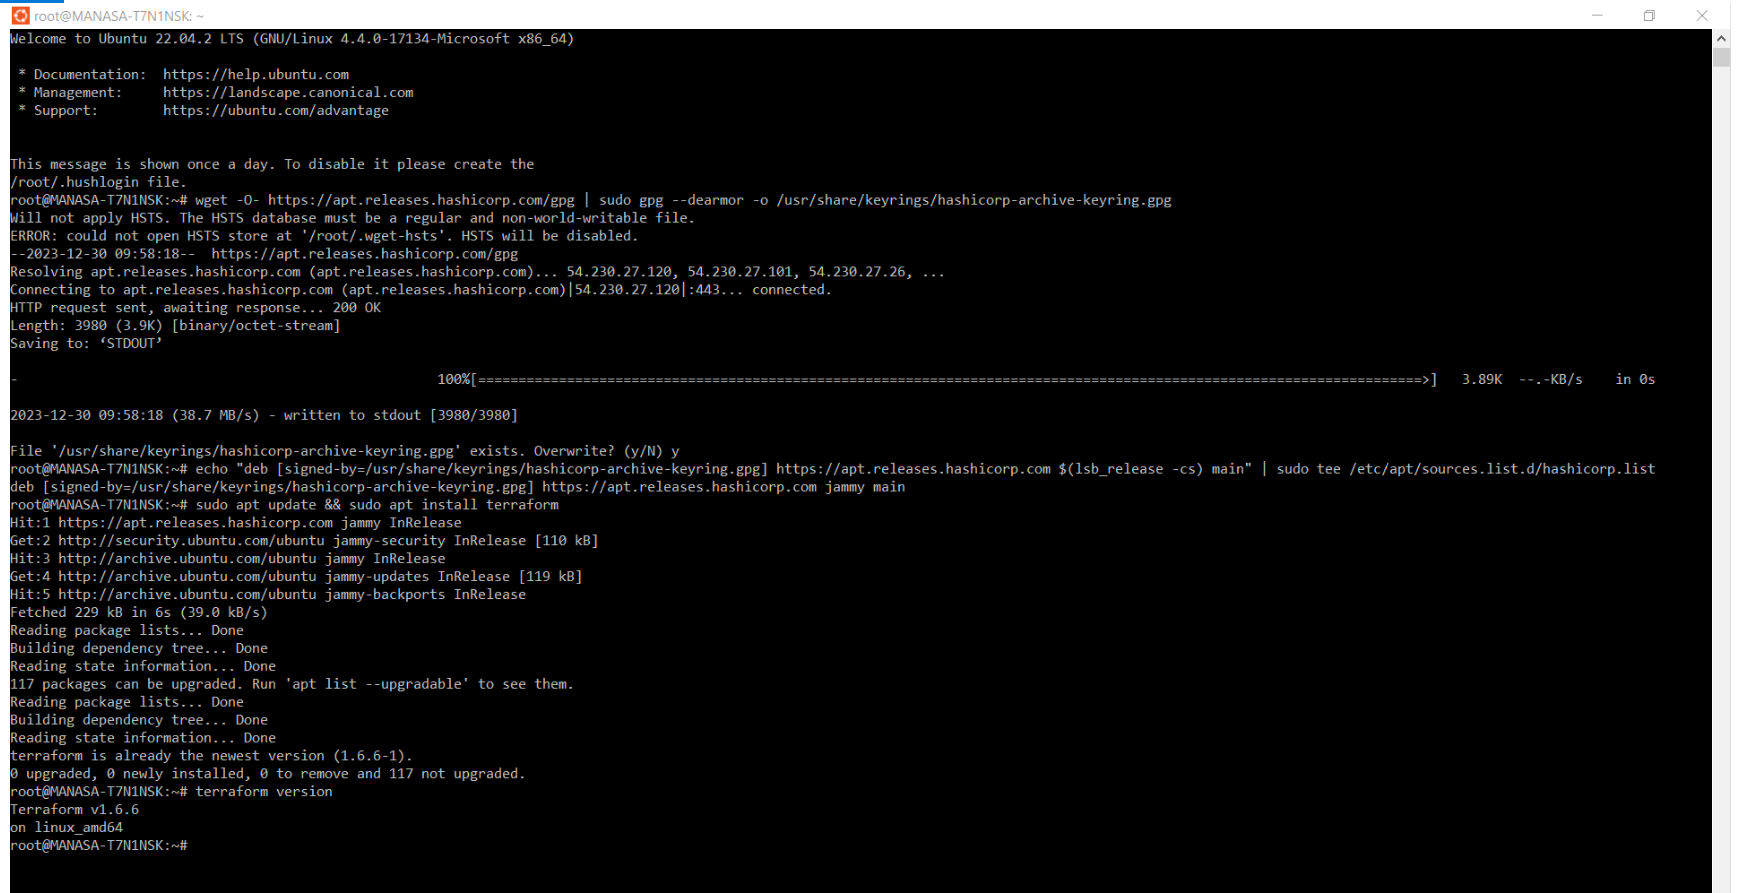 root@MANASA-T7N1NSK: ~
Welcome to Ubuntu 22.04.2 LTS (GNU/Linux 4.4.0-17134-Microsoft x86_64)
* Documentation:  https://help.ubuntu.com
* Management:     https://landscape.canonical.com
* Support:        https://ubuntu.com/advantage
This message is shown once a day. To disable it please create the
/root/.hushlogin file.
root@MANASA-T7N1NSK:~# wget -O- https://apt.releases.hashicorp.com/gpg | sudo gpg --dearmor -o /usr/share/keyrings/hashicorp-archive-keyring.gpg
Will not apply HSTS. The HSTS database must be a regular and non-world-writable file.
ERROR: could not open HSTS store at '/root/.wget-hsts'. HSTS will be disabled.
--2023-12-30 09:58:18--  https://apt.releases.hashicorp.com/gpg
Resolving apt.releases.hashicorp.com (apt.releases.hashicorp.com)... 54.230.27.120, 54.230.27.101, 54.230.27.26, ...
Connecting to apt.releases.hashicorp.com (apt.releases.hashicorp.com)|54.230.27.120|:443... connected.
HTTP request sent, awaiting response... 200 OK
Length: 3980 (3.9K) [binary/octet-stream]
Saving to: ‘STDOUT’
-                                                    100%[=====================================================================================================================>]   3.89K  --.-KB/s    in 0s
2023-12-30 09:58:18 (38.7 MB/s) - written to stdout [3980/3980]
File '/usr/share/keyrings/hashicorp-archive-keyring.gpg' exists. Overwrite? (y/N) y
root@MANASA-T7N1NSK:~# echo "deb [signed-by=/usr/share/keyrings/hashicorp-archive-keyring.gpg] https://apt.releases.hashicorp.com $(lsb_release -cs) main" | sudo tee /etc/apt/sources.list.d/hashicorp.list
deb [signed-by=/usr/share/keyrings/hashicorp-archive-keyring.gpg] https://apt.releases.hashicorp.com jammy main
root@MANASA-T7N1NSK:~# sudo apt update && sudo apt install terraform
Hit:1 https://apt.releases.hashicorp.com jammy InRelease
Get:2 http://security.ubuntu.com/ubuntu jammy-security InRelease [110 kB]
Hit:3 http://archive.ubuntu.com/ubuntu jammy InRelease
Get:4 http://archive.ubuntu.com/ubuntu jammy-updates InRelease [119 kB]
Hit:5 http://archive.ubuntu.com/ubuntu jammy-backports InRelease
Fetched 229 kB in 6s (39.0 kB/s)
Reading package lists... Done
Building dependency tree... Done
Reading state information... Done
117 packages can be upgraded. Run 'apt list --upgradable' to see them.
Reading package lists... Done
Building dependency tree... Done
Reading state information... Done
terraform is already the newest version (1.6.6-1).
0 upgraded, 0 newly installed, 0 to remove and 117 not upgraded.
root@MANASA-T7N1NSK:~# terraform version
Terraform v1.6.6
on linux_amd64
root@MANASA-T7N1NSK:~#